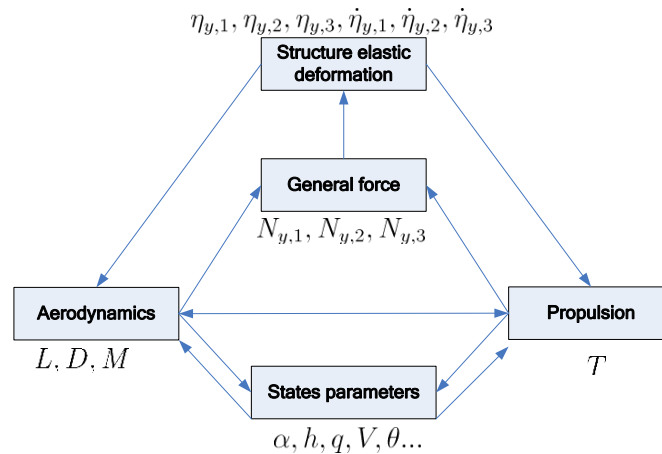 η_{y,1}, η_{y,2}, η_{y,3}, η̇_{y,1}, η̇_{y,2}, η̇_{y,3}
Structure elastic
deformation
General force
N_{y,1}, N_{y,2}, N_{y,3}
Aerodynamics
L, D, M
Propulsion
T
States parameters
α, h, q, V, θ...